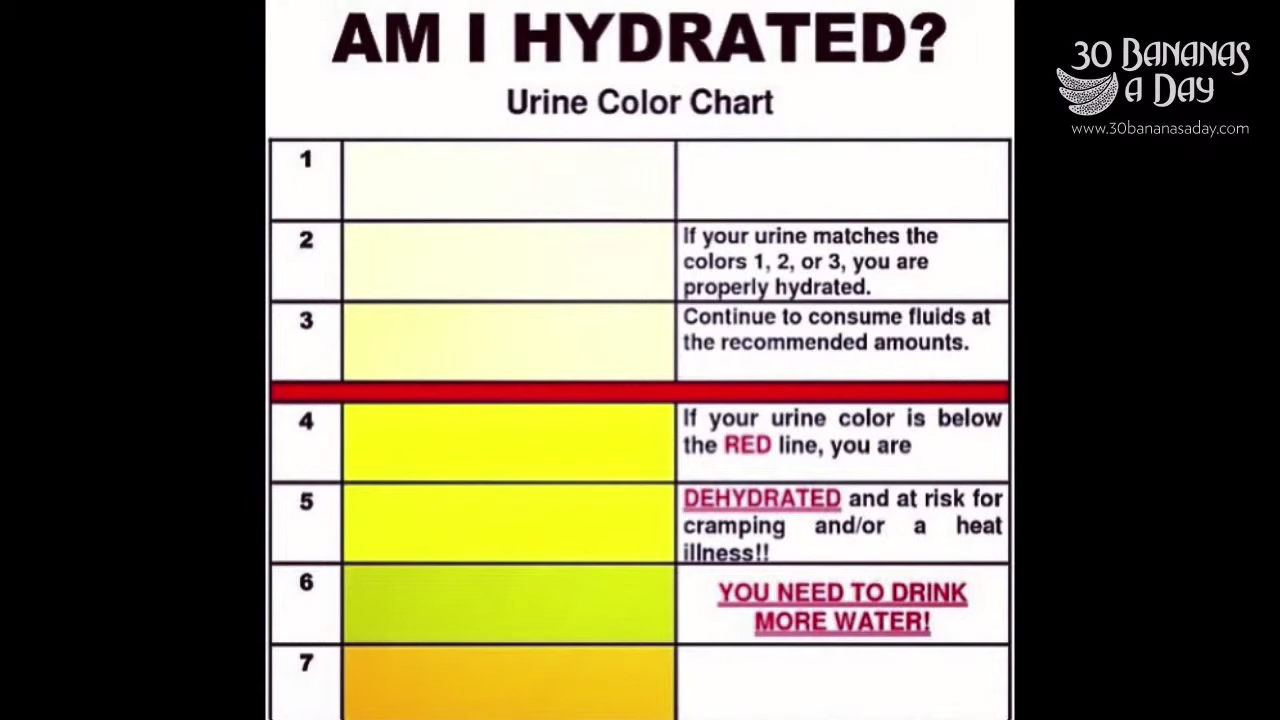 AM I HYDRATED?
Urine Color Chart
30 BANANAS
A DAY
www.30bananasaday.com
1
2
If your urine matches the
colors 1, 2, or 3, you are
properly hydrated.
3
Continue to consume fluids at
the recommended amounts.
4
If your urine color is below
the RED line, you are
5
DEHYDRATED and at risk for
cramping and/or a heat
illness!!
6
YOU NEED TO DRINK
MORE WATER!
7